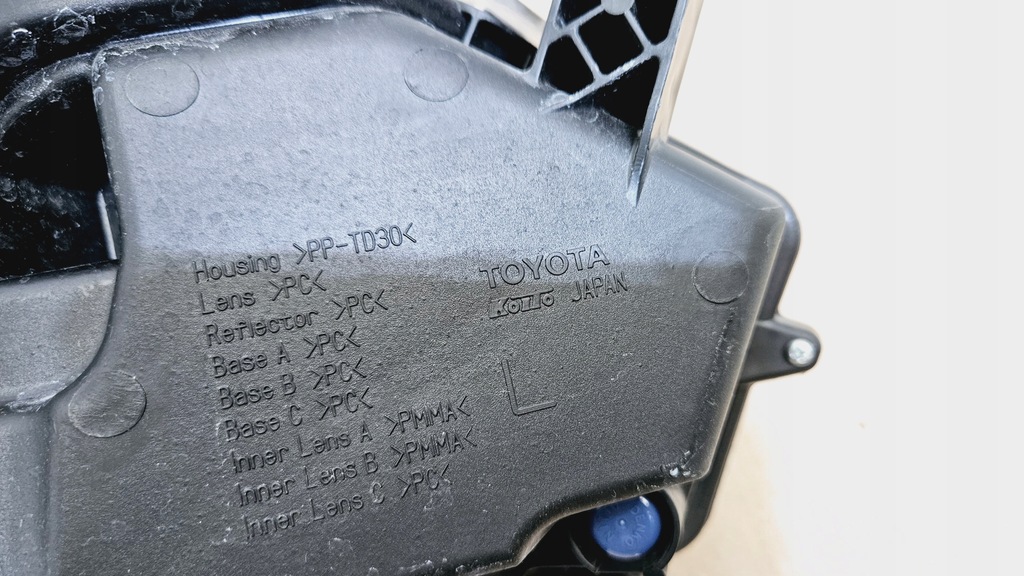 Housing >PP-TD30<
Lens >PC<
Reflector >PC<
Base A >PC<
Base B >PC<
Base C >PC<
Inner Lens A >PMMA<
Inner Lens B >PMMA<
Inner Lens C >PC<
TOYOTA
KOITO JAPAN
L